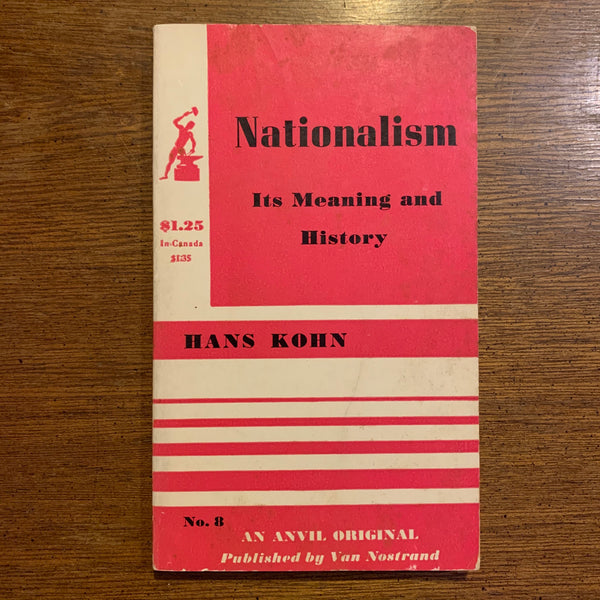 Nationalism
Its Meaning and
History
$1.25
In Canada
$1.35
HANS KOHN
No. 8
AN ANVIL ORIGINAL
Published by Van Nostrand